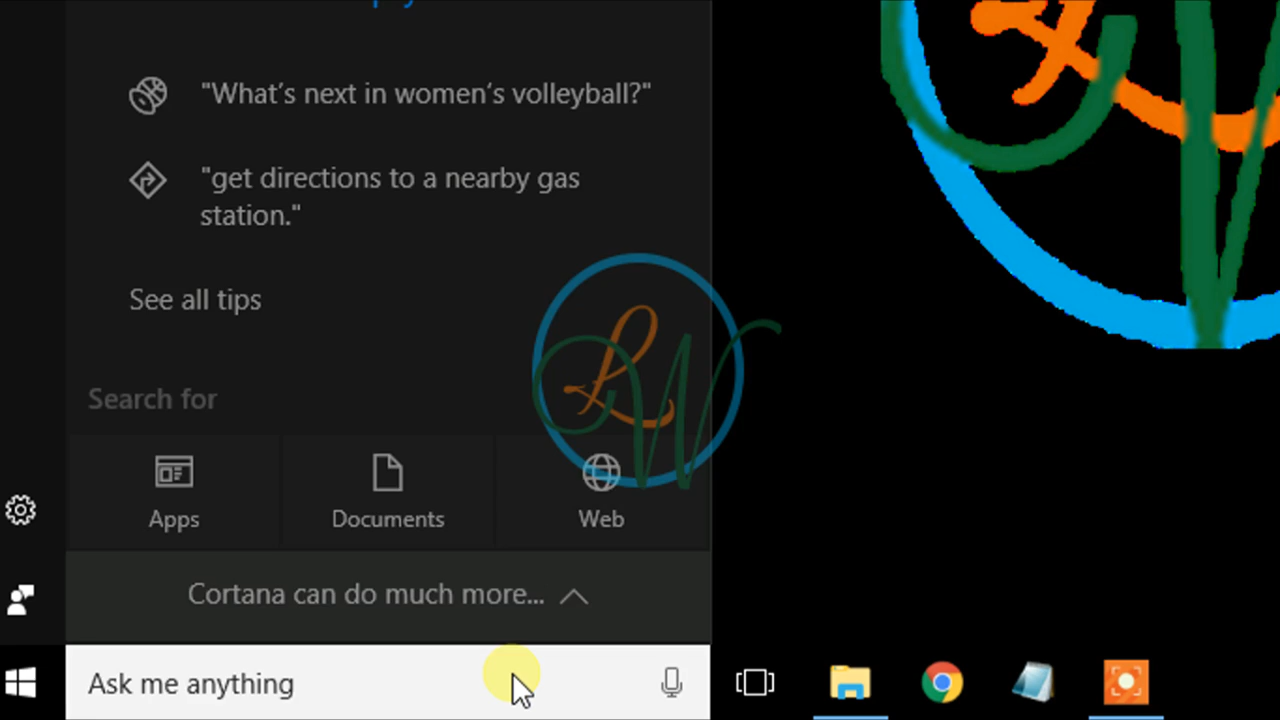 "What's next in women's volleyball?"
"get directions to a nearby gas
station."
See all tips
Search for
Apps
Documents
Web
Cortana can do much more...
Ask me anything
LW